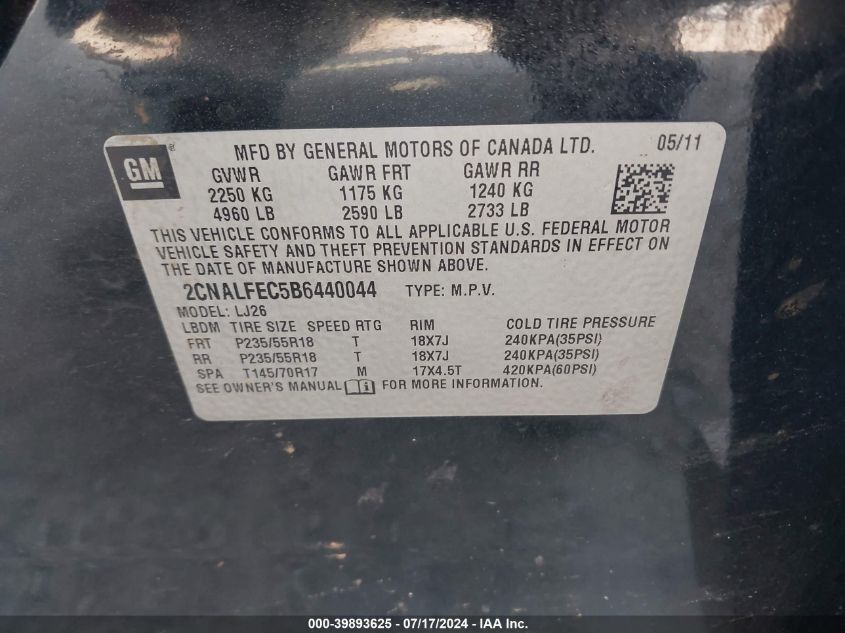 GM
MFD BY GENERAL MOTORS OF CANADA LTD. 05/11
GVWR GAWR FRT GAWR RR
2250 KG 1175 KG 1240 KG
4960 LB 2590 LB 2733 LB
THIS VEHICLE CONFORMS TO ALL APPLICABLE U.S. FEDERAL MOTOR
VEHICLE SAFETY AND THEFT PREVENTION STANDARDS IN EFFECT ON
THE DATE OF MANUFACTURE SHOWN ABOVE.
2CNALFEC5B6440044 TYPE: M.P.V.
MODEL: LJ26
LBDM TIRE SIZE SPEED RTG RIM COLD TIRE PRESSURE
FRT P235/55R18 T 18X7J 240KPA(35PSI)
RR P235/55R18 T 18X7J 240KPA(35PSI)
SPA T145/70R17 M 17X4.5T 420KPA(60PSI)
SEE OWNER'S MANUAL FOR MORE INFORMATION.
000-39893625 - 07/17/2024 - IAA Inc.